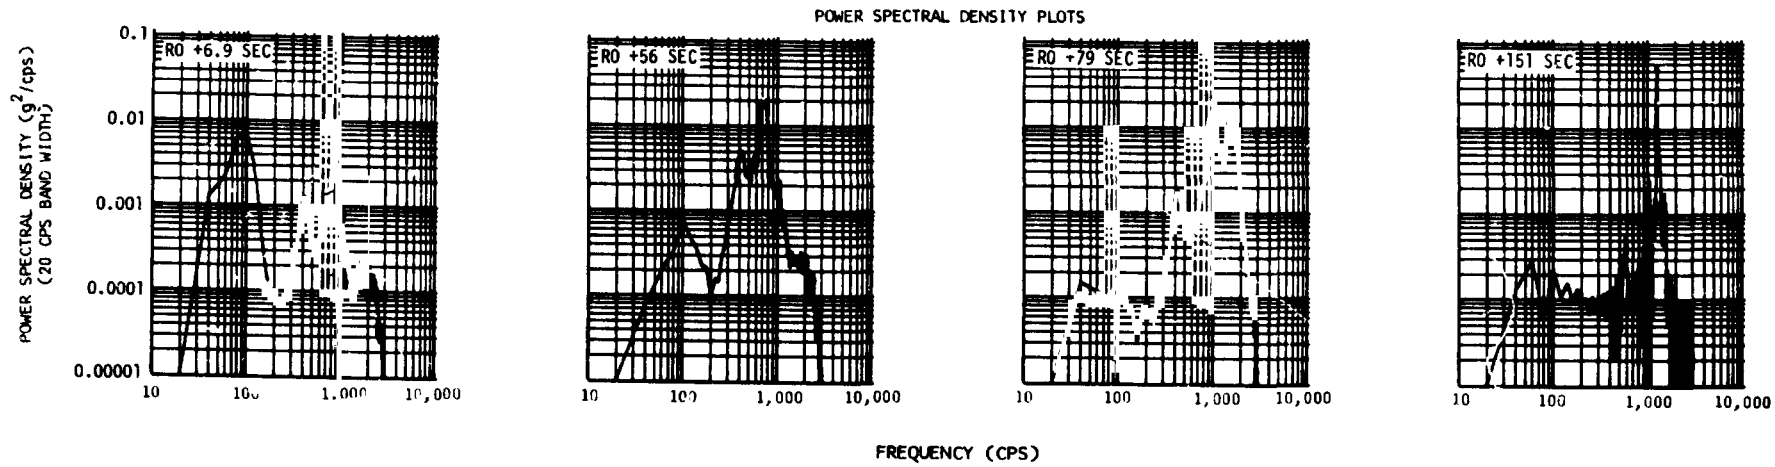 POWER SPECTRAL DENSITY PLOTS
POWER SPECTRAL DENSITY (g²/cps)
(20 CPS BAND WIDTH)
0.1
0.01
0.001
0.0001
0.00001
RO +6.9 SEC
10 100 1,000 10,000
RO +56 SEC
10 100 1,000 10,000
RO +79 SEC
10 100 1,000 10,000
RO +151 SEC
10 100 1,000 10,000
FREQUENCY (CPS)